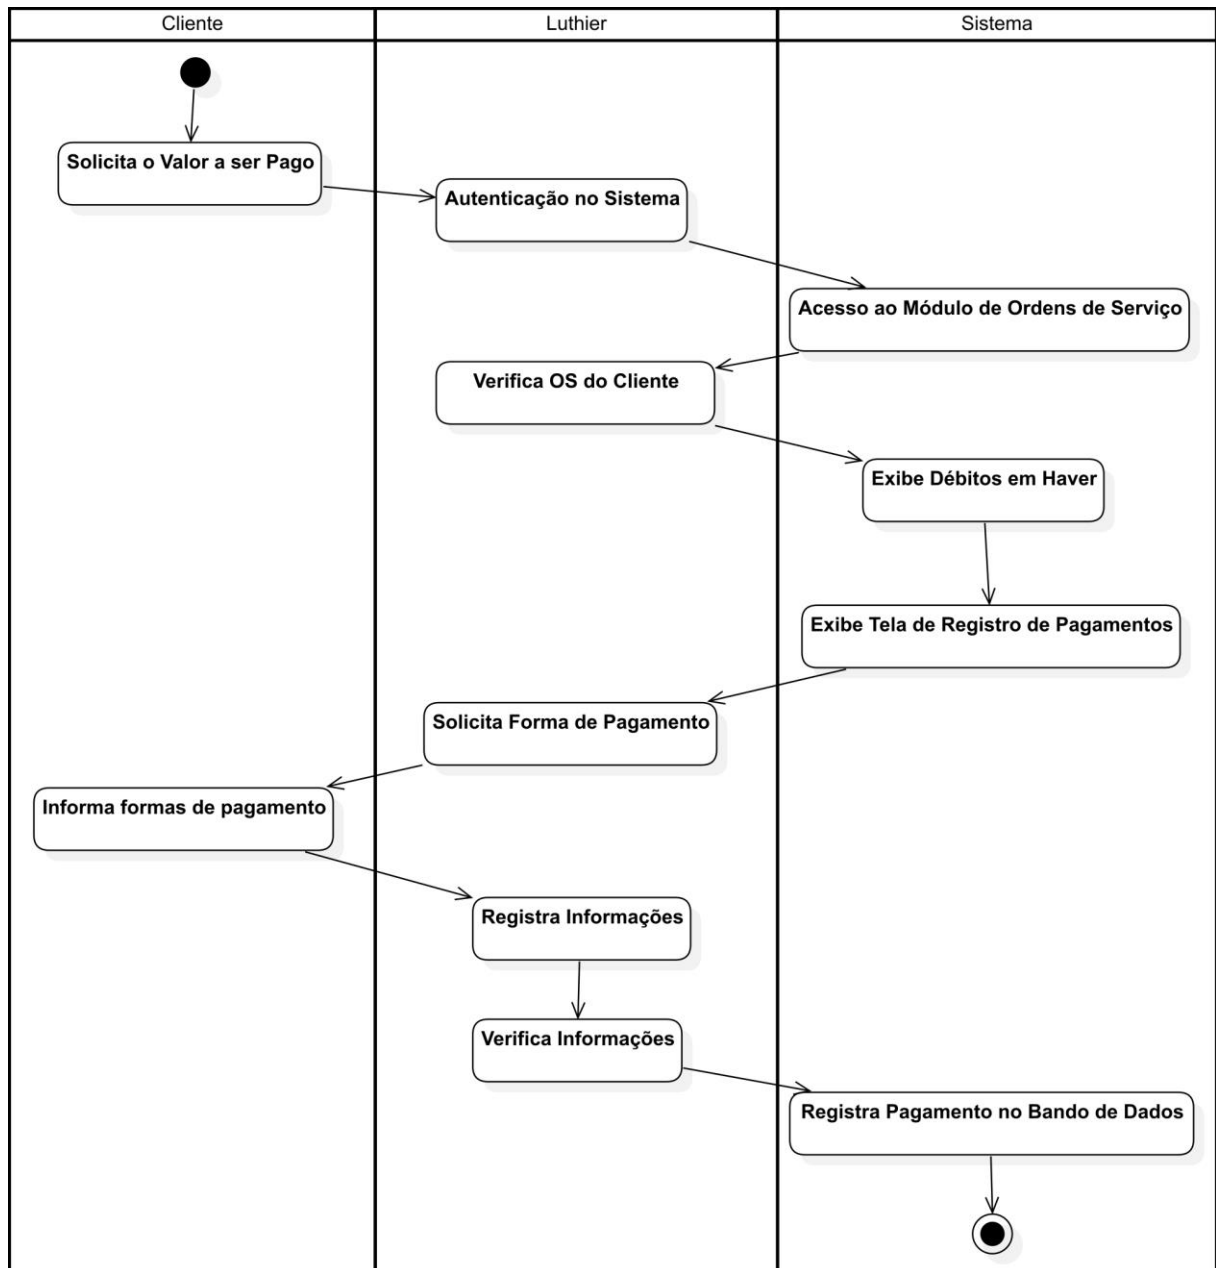 Cliente
Luthier
Sistema
Solicita o Valor a ser Pago
Autenticação no Sistema
Acesso ao Módulo de Ordens de Serviço
Verifica OS do Cliente
Exibe Débitos em Haver
Exibe Tela de Registro de Pagamentos
Solicita Forma de Pagamento
Informa formas de pagamento
Registra Informações
Verifica Informações
Registra Pagamento no Bando de Dados